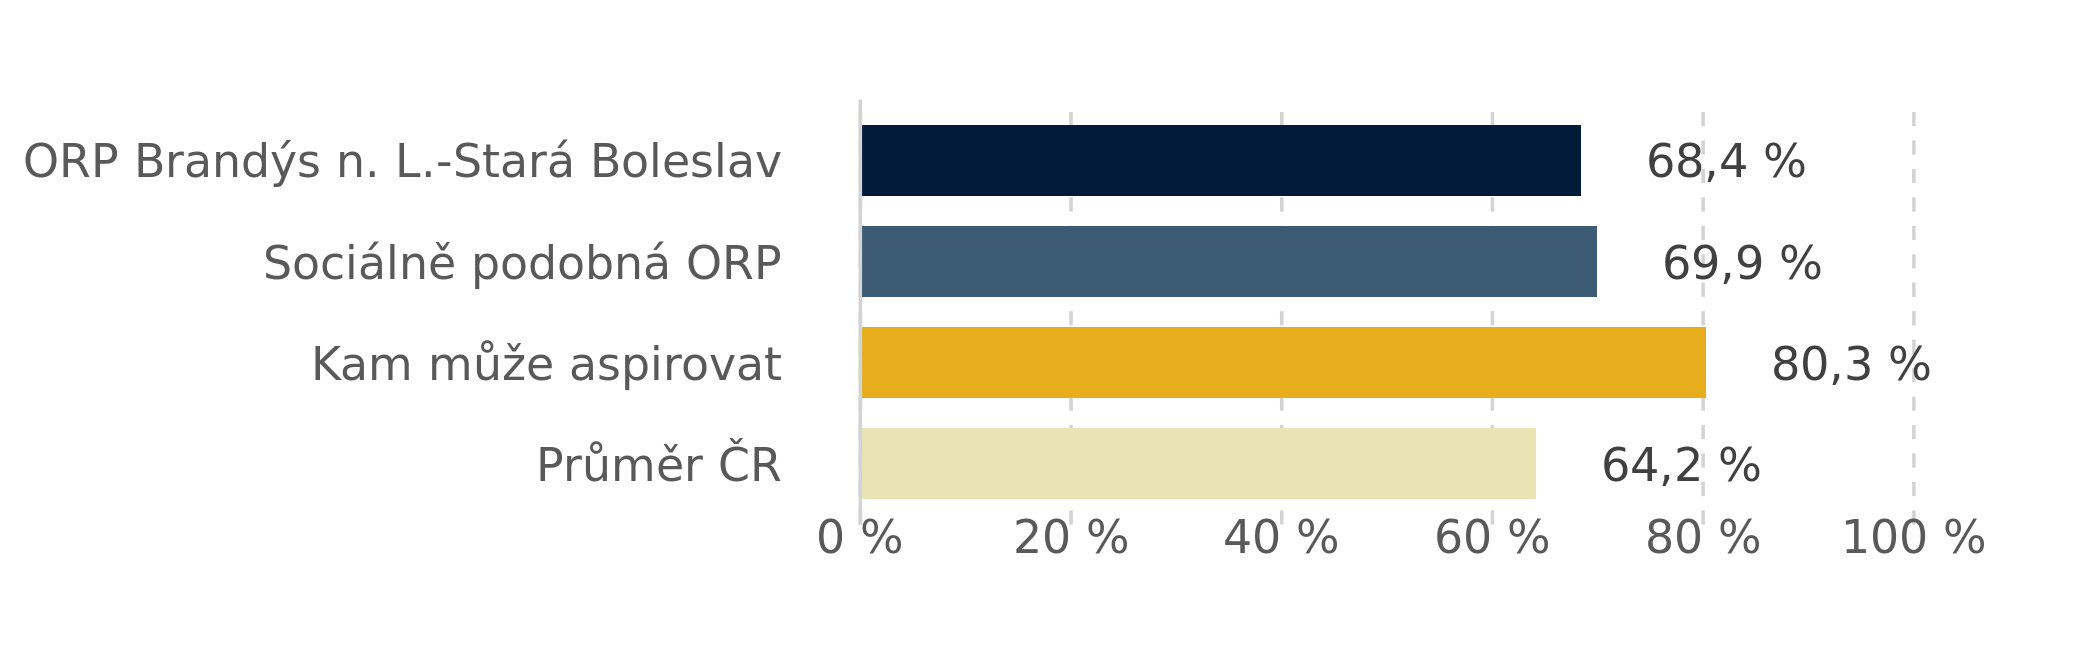 ORP Brandýs n. L.-Stará Boleslav 68,4 %
Sociálně podobná ORP 69,9 %
Kam může aspirovat 80,3 %
Průměr ČR 64,2 %
0 % 20 % 40 % 60 % 80 % 100 %